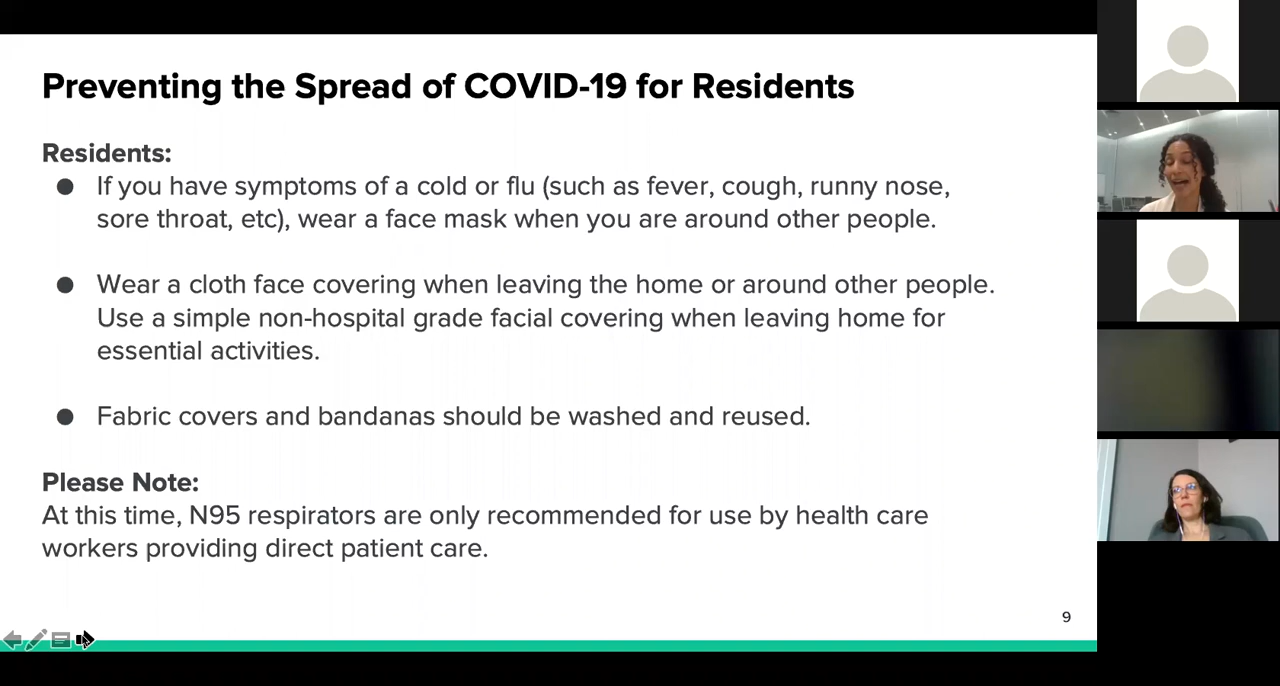 Preventing the Spread of COVID-19 for Residents
Residents:
● If you have symptoms of a cold or flu (such as fever, cough, runny nose,
sore throat, etc), wear a face mask when you are around other people.
● Wear a cloth face covering when leaving the home or around other people.
Use a simple non-hospital grade facial covering when leaving home for
essential activities.
● Fabric covers and bandanas should be washed and reused.
Please Note:
At this time, N95 respirators are only recommended for use by health care
workers providing direct patient care.
9